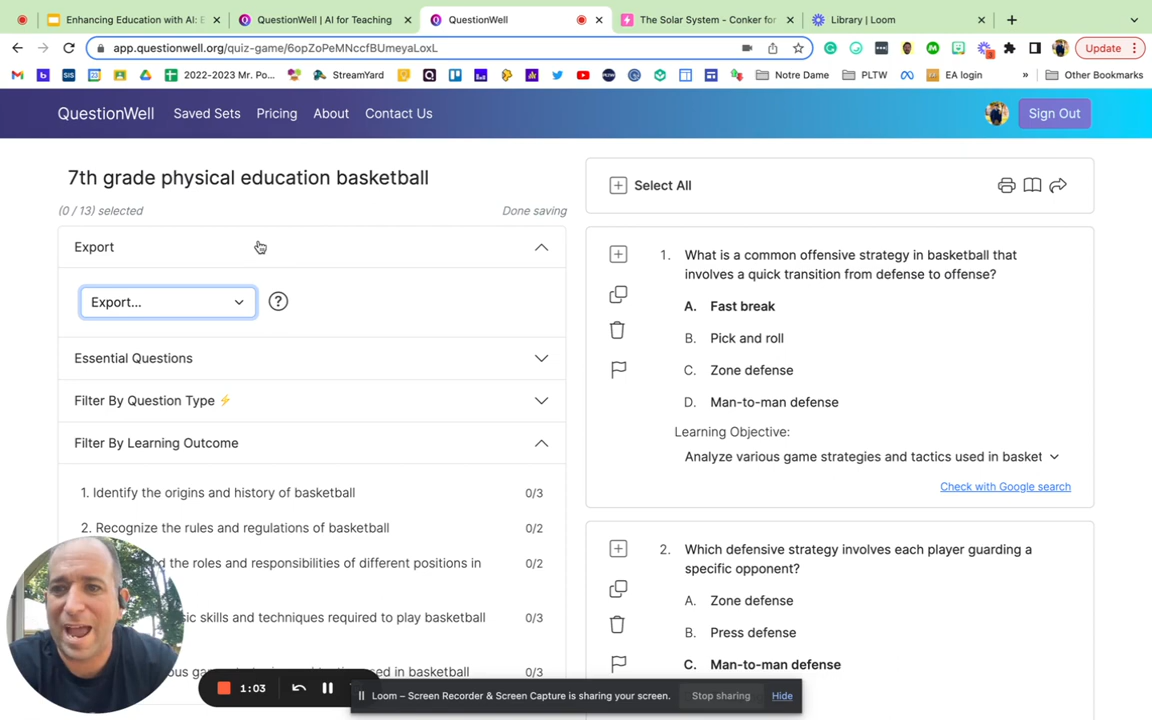 Enhancing Education with AI: E
QuestionWell | AI for Teaching
QuestionWell
The Solar System - Conker for
Library | Loom
app.questionwell.org/quiz-game/6opZoPeMNccfBUmeyaLoxL
Update
2022-2023 Mr. Po...
StreamYard
Notre Dame
PLTW
EA login
»
Other Bookmarks
QuestionWell
Saved Sets
Pricing
About
Contact Us
Sign Out
7th grade physical education basketball
(0 / 13) selected
Done saving
Export
Export...
Essential Questions
Filter By Question Type
Filter By Learning Outcome
1. Identify the origins and history of basketball 0/3
2. Recognize the rules and regulations of basketball 0/2
d the roles and responsibilities of different positions in 0/2
sic skills and techniques required to play basketball 0/3
used in basketball 0/3
Select All
1. What is a common offensive strategy in basketball that
involves a quick transition from defense to offense?
A. Fast break
B. Pick and roll
C. Zone defense
D. Man-to-man defense
Learning Objective:
Analyze various game strategies and tactics used in basket
Check with Google search
2. Which defensive strategy involves each player guarding a
specific opponent?
A. Zone defense
B. Press defense
C. Man-to-man defense
1:03
Loom – Screen Recorder & Screen Capture is sharing your screen.
Stop sharing
Hide